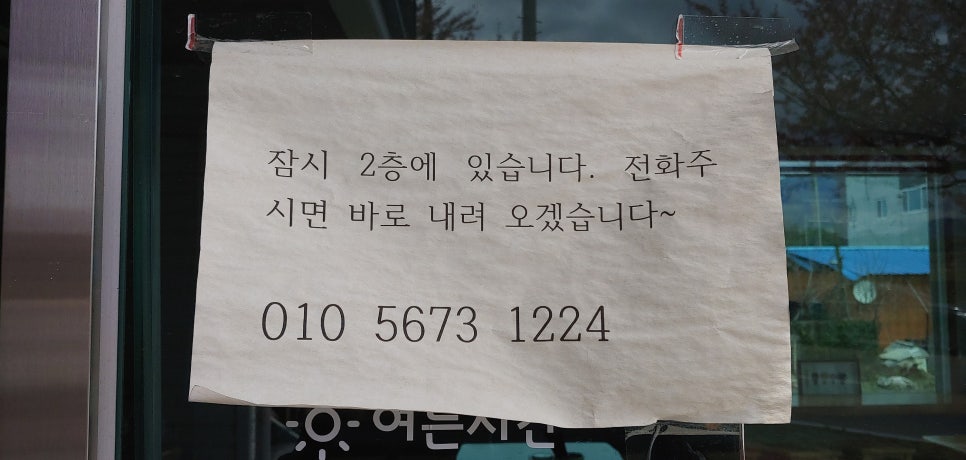 잠시 2층에 있습니다. 전화주
시면 바로 내려 오겠습니다~
010 5673 1224